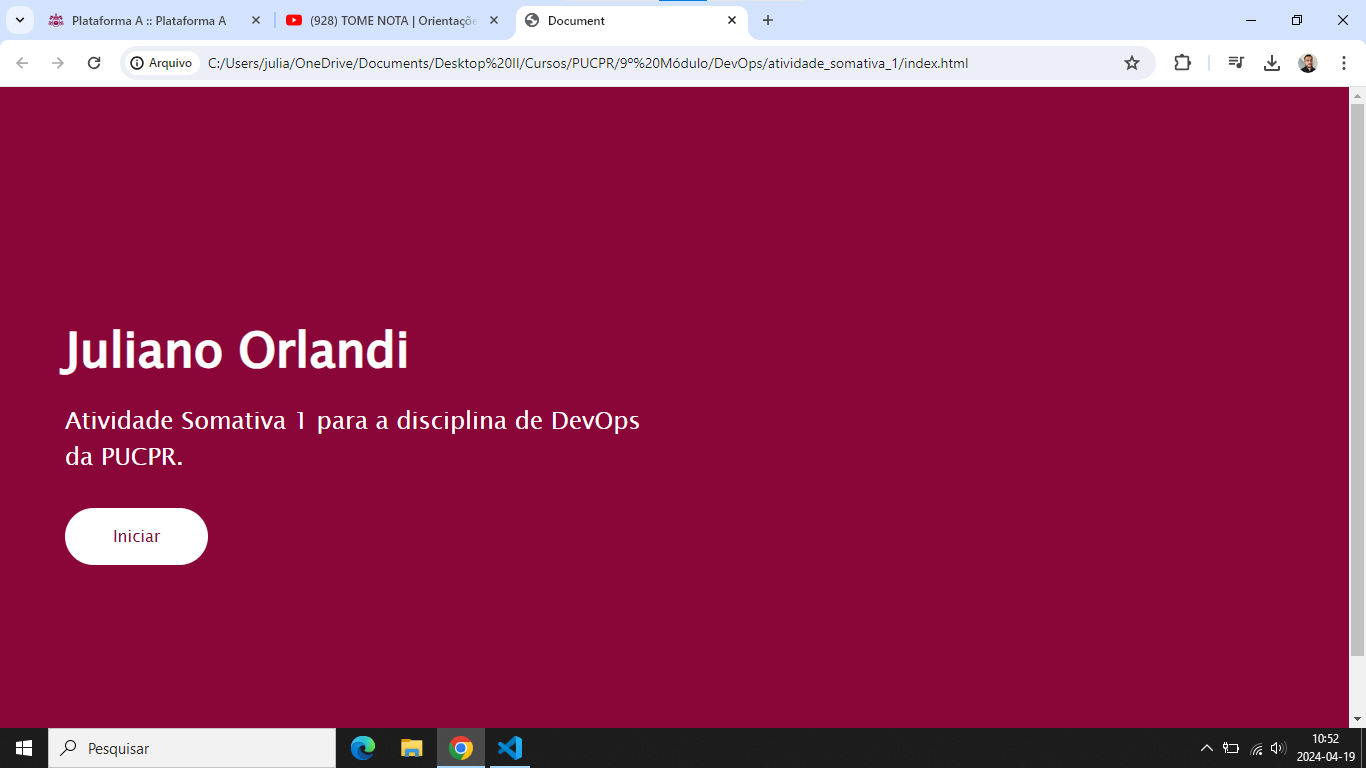 Plataforma A :: Plataforma A
(928) TOME NOTA | Orientaçõe
Document
Arquivo
C:/Users/julia/OneDrive/Documents/Desktop%20II/Cursos/PUCPR/9º%20Módulo/DevOps/atividade_somativa_1/index.html
Juliano Orlandi
Atividade Somativa 1 para a disciplina de DevOps
da PUCPR.
Iniciar
Pesquisar
10:52
2024-04-19